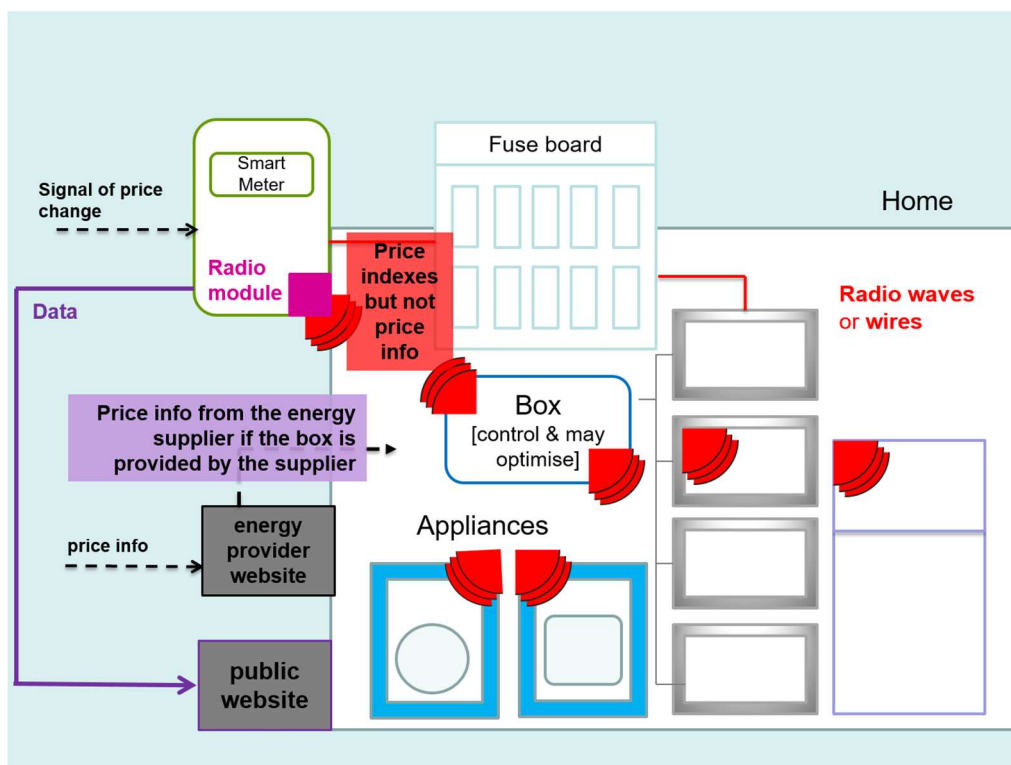 Fuse board
Smart
Meter
Signal of price
change
Home
Radio
module
Price
indexes
but not
price
info
Radio waves
or wires
Data
Box
[control & may
optimise]
Price info from the energy
supplier if the box is
provided by the supplier
Appliances
energy
provider
website
price info
public
website